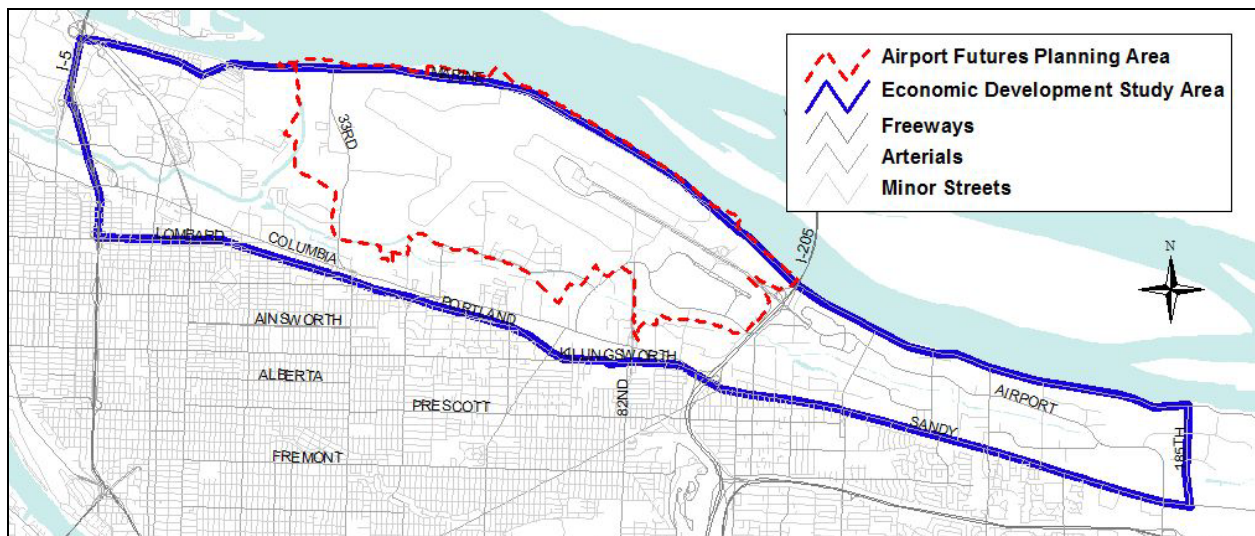 Airport Futures Planning Area
Economic Development Study Area
Freeways
Arterials
Minor Streets
I-5
MARINE
33RD
I-205
N
LOMBARD
COLUMBIA
PORTLAND
AINSWORTH
KILLINGSWORTH
ALBERTA
PRESCOTT
82ND
AIRPORT
SANDY
FREMONT
185TH